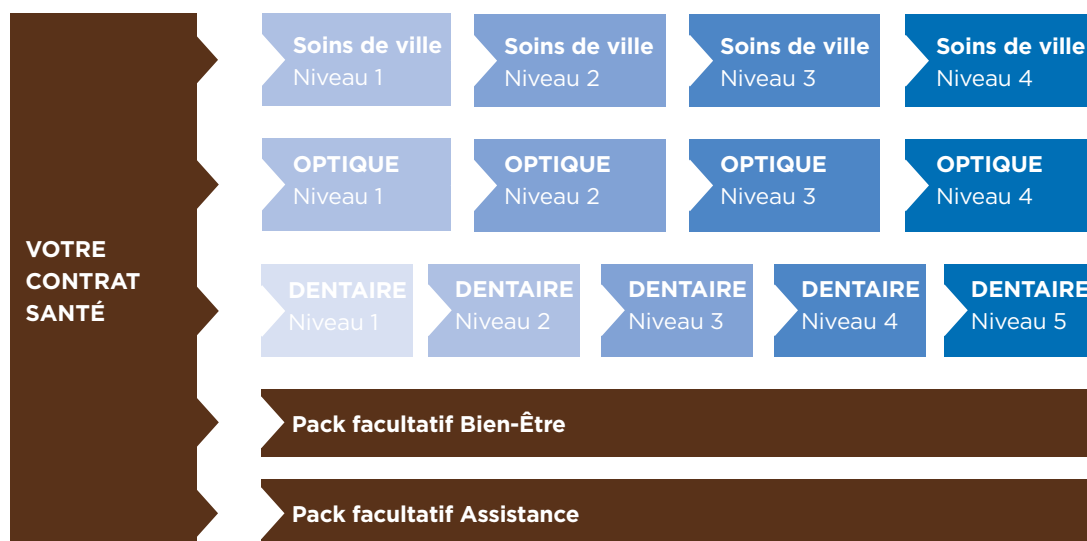 VOTRE
CONTRAT
SANTÉ
Soins de ville
Niveau 1
Soins de ville
Niveau 2
Soins de ville
Niveau 3
Soins de ville
Niveau 4
OPTIQUE
Niveau 1
OPTIQUE
Niveau 2
OPTIQUE
Niveau 3
OPTIQUE
Niveau 4
DENTAIRE
Niveau 1
DENTAIRE
Niveau 2
DENTAIRE
Niveau 3
DENTAIRE
Niveau 4
DENTAIRE
Niveau 5
Pack facultatif Bien-Être
Pack facultatif Assistance